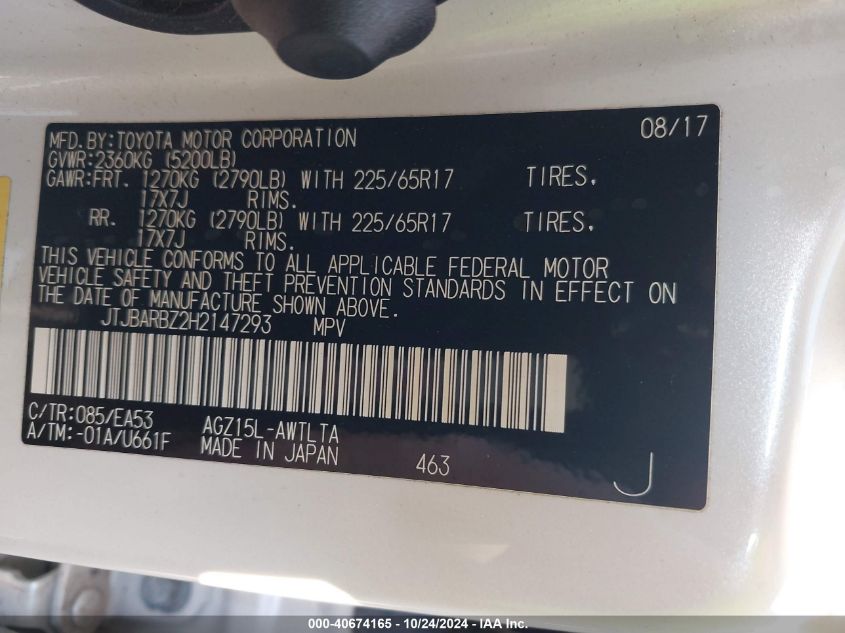 08/17
MFD.BY:TOYOTA MOTOR CORPORATION
GVWR:2360KG (5200LB)
GAWR:FRT. 1270KG (2790LB) WITH 225/65R17 TIRES,
17X7J RIMS.
RR. 1270KG (2790LB) WITH 225/65R17 TIRES,
17X7J RIMS.
THIS VEHICLE CONFORMS TO ALL APPLICABLE FEDERAL MOTOR
VEHICLE SAFETY AND THEFT PREVENTION STANDARDS IN EFFECT ON
THE DATE OF MANUFACTURE SHOWN ABOVE.
JTJBARBZ2H2147293 MPV
C/TR:085/EA53 AGZ15L-AWTLTA
A/TM:-01A/U661F MADE IN JAPAN 463
J
000-40674165 - 10/24/2024 - IAA Inc.